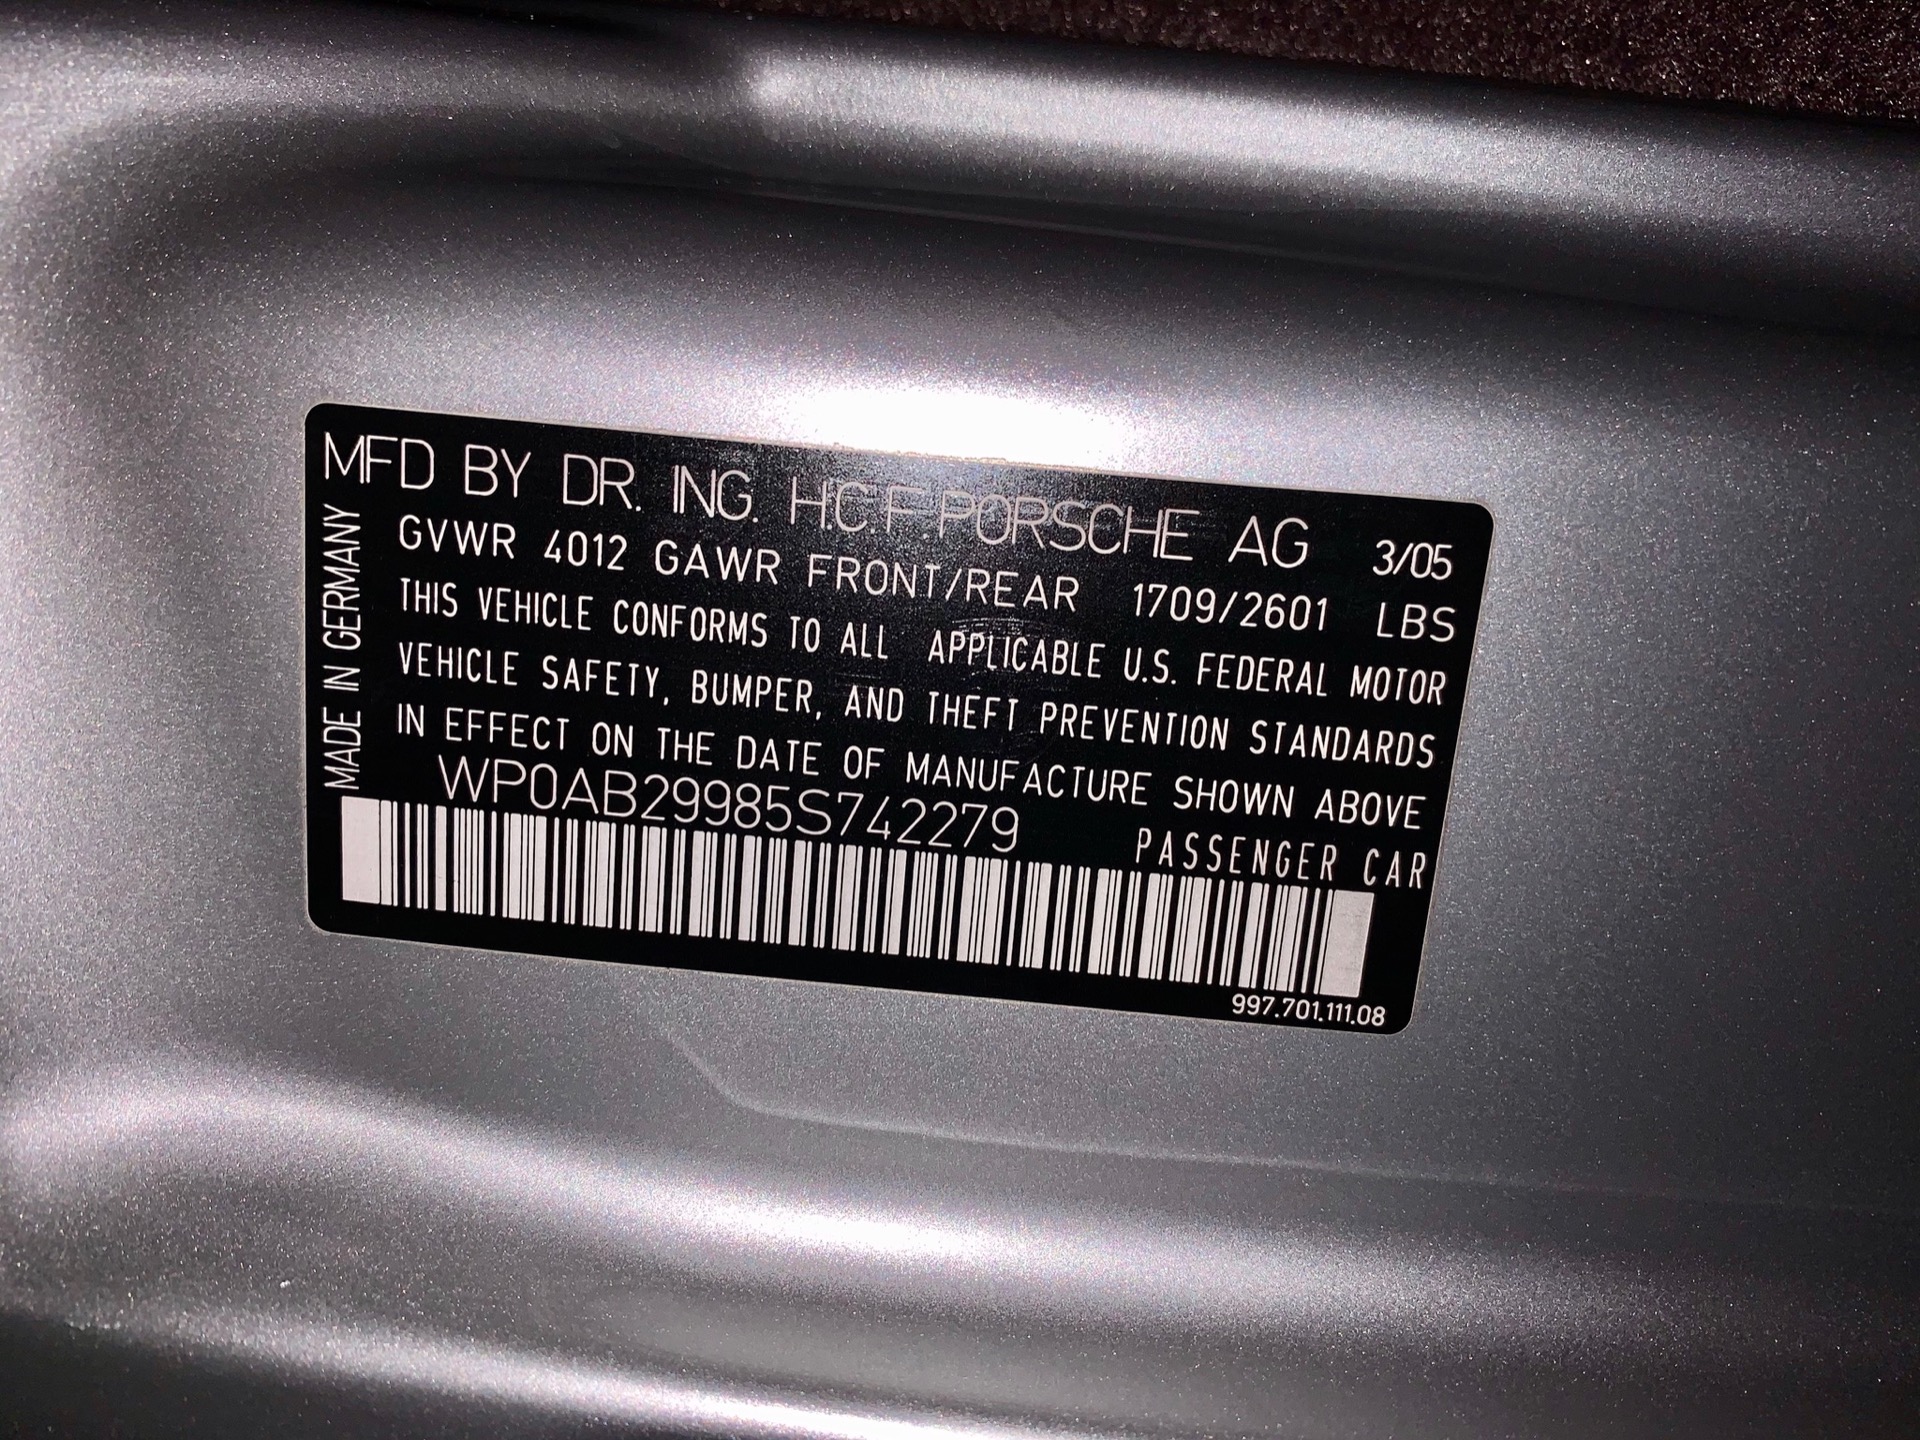 MFD BY DR. ING. H.C.F.PORSCHE AG 3/05
GVWR 4012 GAWR FRONT/REAR 1709/2601 LBS
THIS VEHICLE CONFORMS TO ALL APPLICABLE U.S. FEDERAL MOTOR
VEHICLE SAFETY, BUMPER, AND THEFT PREVENTION STANDARDS
IN EFFECT ON THE DATE OF MANUFACTURE SHOWN ABOVE
WP0AB29985S742279
PASSENGER CAR
997.701.111.08
MADE IN GERMANY